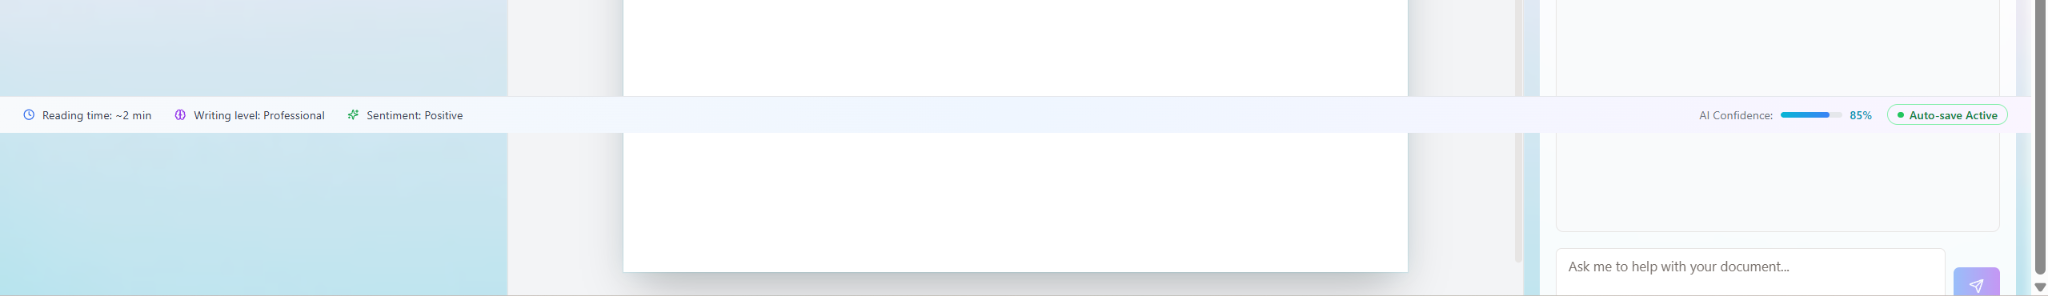 Reading time: ~2 min Writing level: Professional Sentiment: Positive AI Confidence: 85% Auto-save Active
Ask me to help with your document...